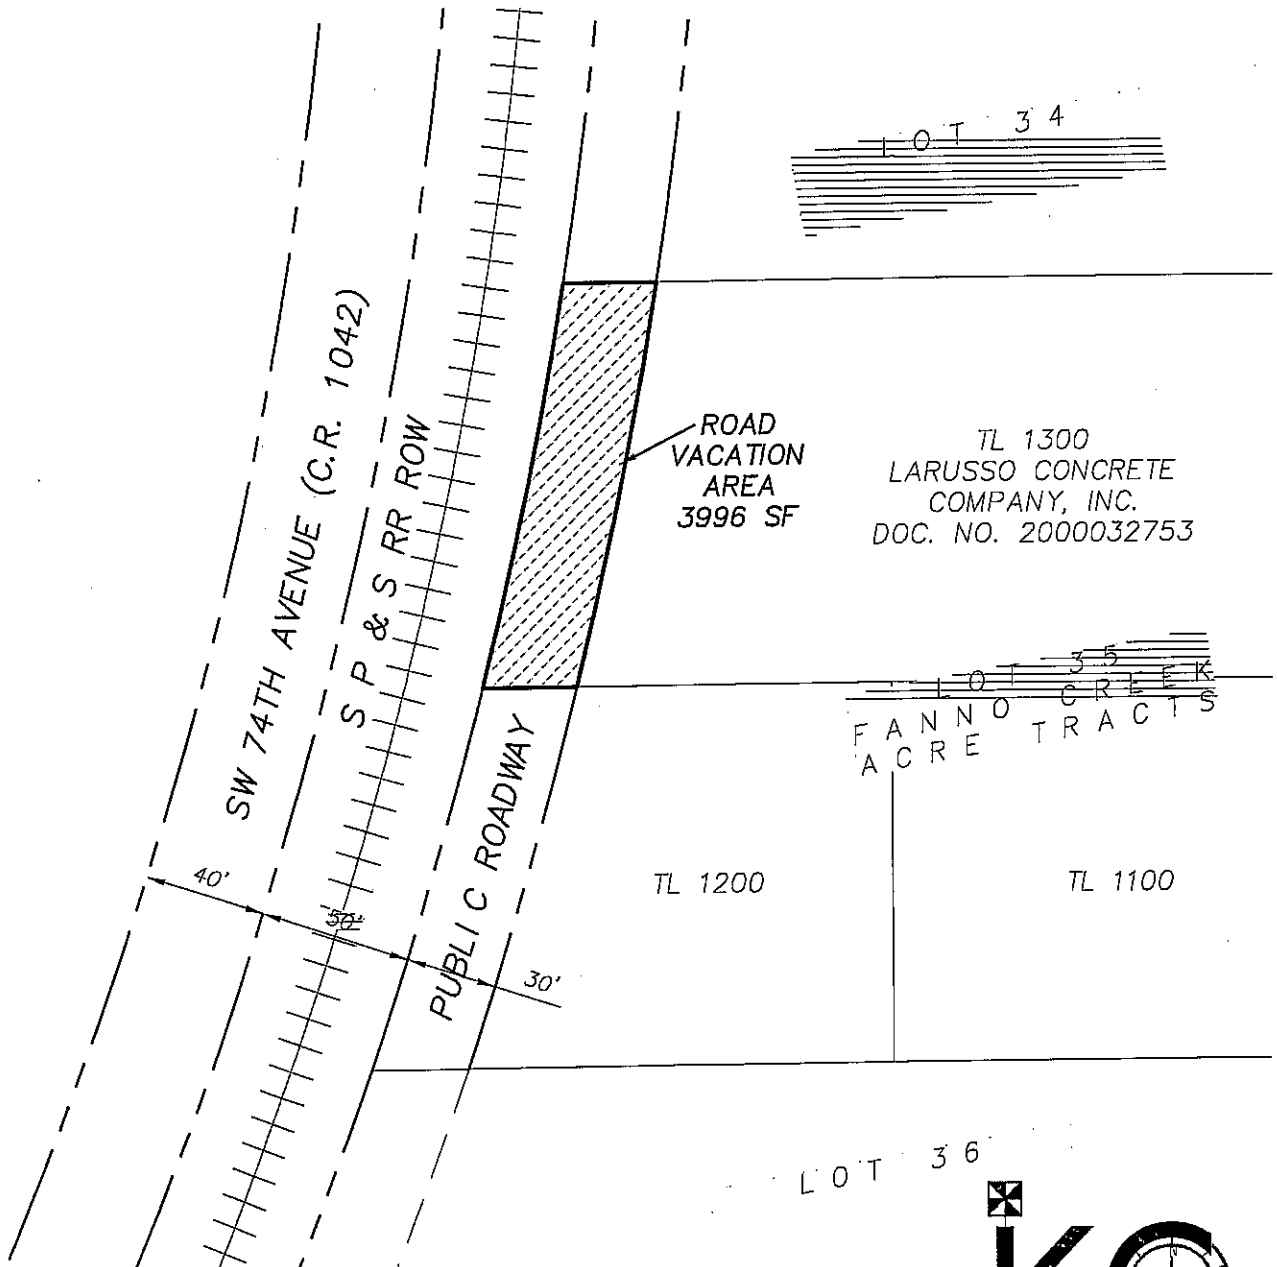 LOT 34
SW 74TH AVENUE (C.R. 1042)
S P & S RR ROW
ROAD
VACATION
AREA
3996 SF
TL 1300
LARUSSO CONCRETE
COMPANY, INC.
DOC. NO. 2000032753
LOT 35
FANNO CREEK
ACRE TRACTS
PUBLIC ROADWAY
TL 1200
TL 1100
40'
50'
30'
LOT 36